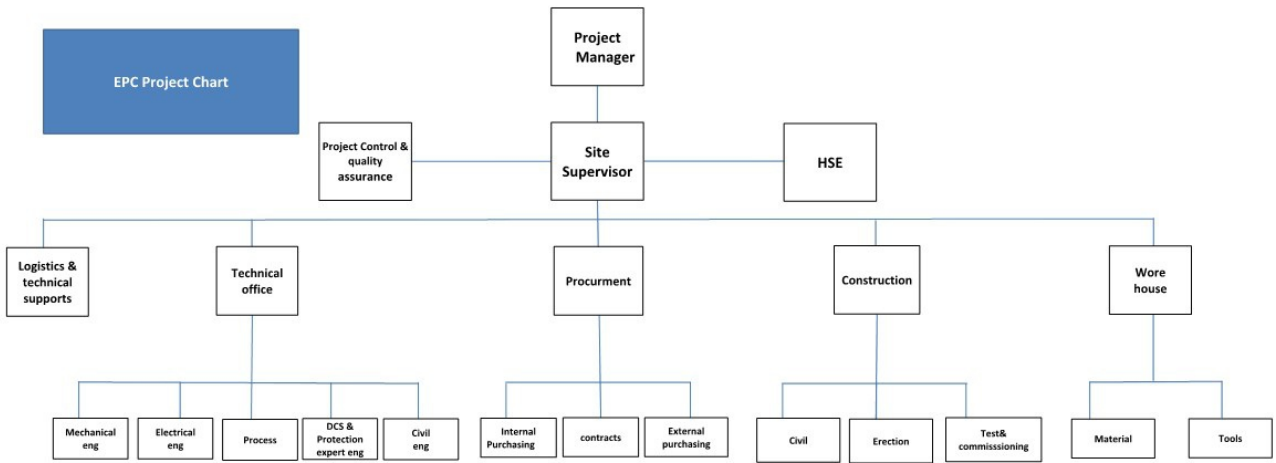 EPC Project Chart
Project
Manager
Project Control &
quality
assurance
Site
Supervisor
HSE
Logistics &
technical
supports
Technical
office
Procurment
Construction
Wore
house
Mechanical
eng
Electrical
eng
Process
DCS &
Protection
expert eng
Civil
eng
Internal
Purchasing
contracts
External
purchasing
Civil
Erection
Test&
commisssioning
Material
Tools